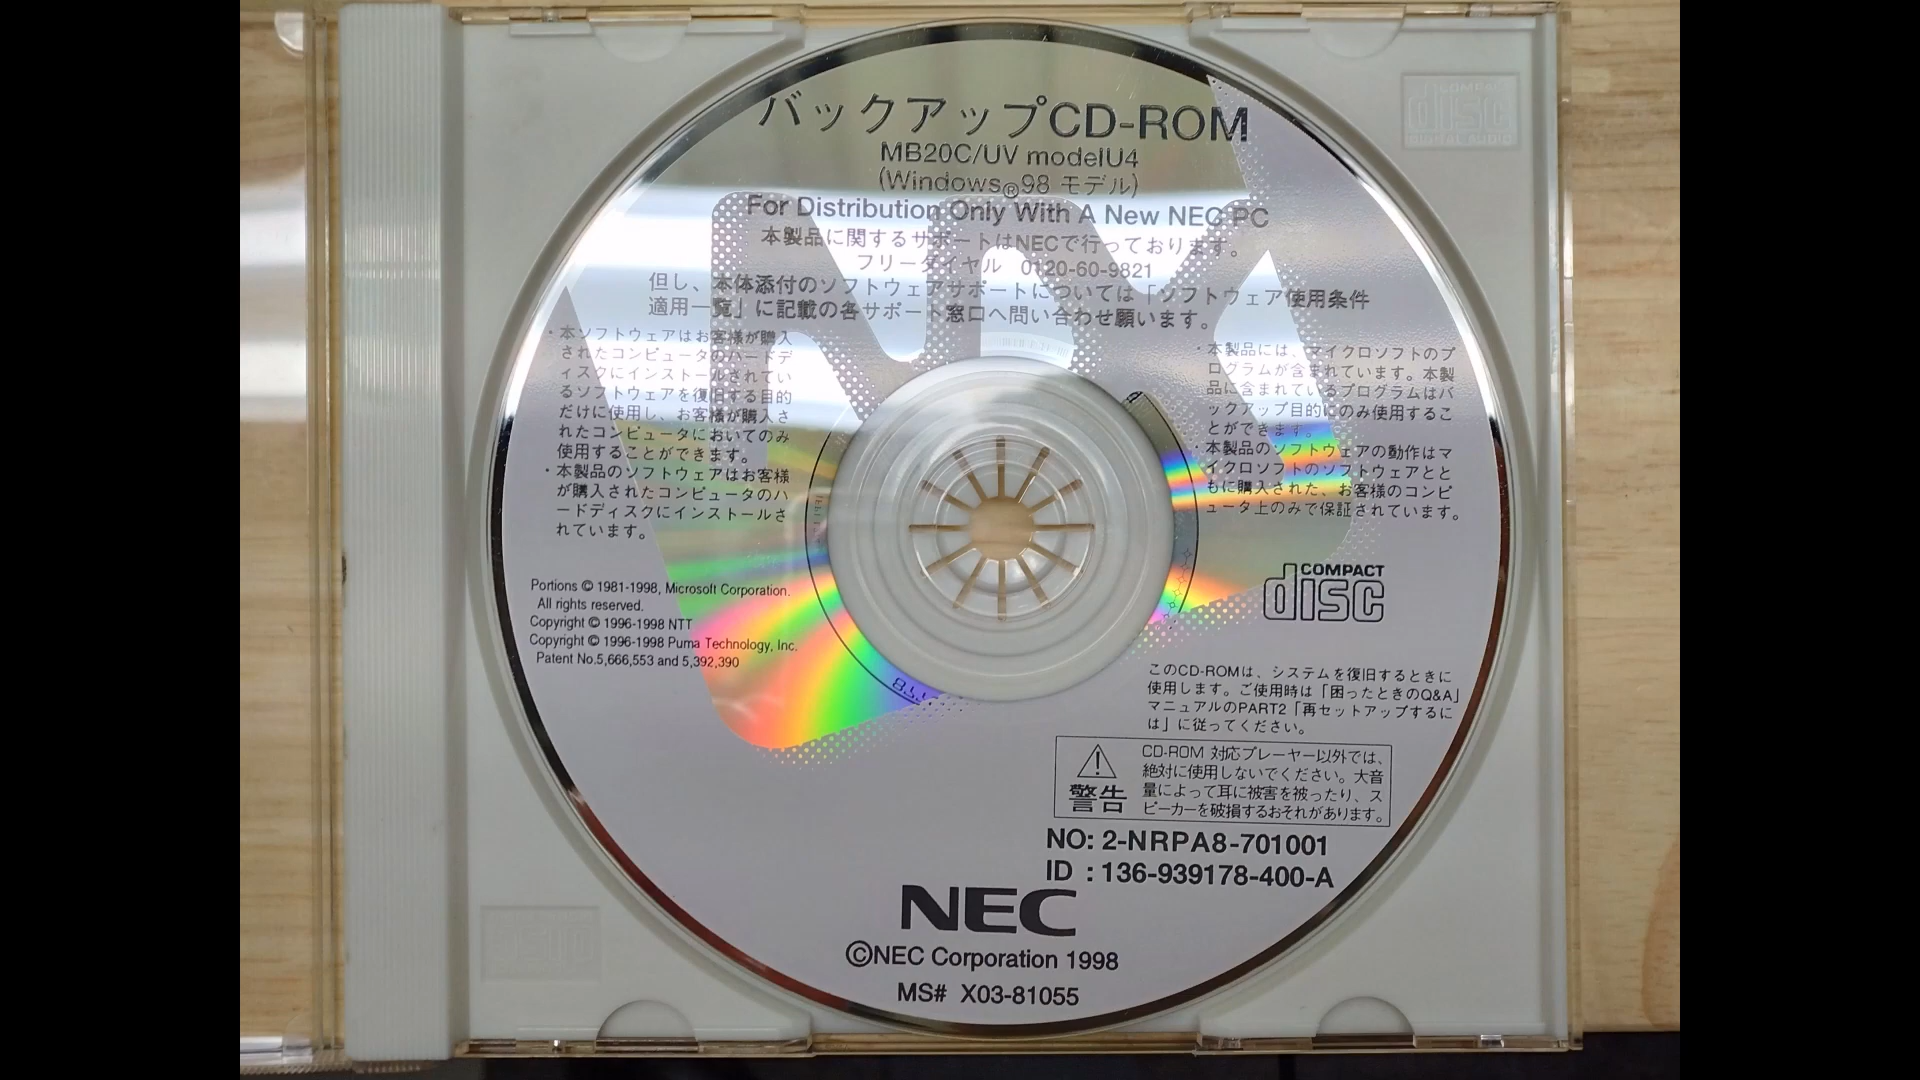 バックアップCD-ROM
MB20C/UV modelU4
(Windows®98 モデル)
For Distribution Only With A New NEC PC
本製品に関するサポートはNECで行っております。
フリーダイヤル 0120-60-9821
但し、本体添付のソフトウェアサポートについては「ソフトウェア使用条件
適用一覧」に記載の各サポート窓口へ問い合わせ願います。
・本ソフトウェアはお客様が購入
されたコンピュータのハードデ
ィスクにインストールされてい
るソフトウェアを復旧する目的
だけに使用し、お客様が購入さ
れたコンピュータにおいてのみ
使用することができます。
・本製品のソフトウェアはお客様
が購入されたコンピュータのハ
ードディスクにインストールさ
れています。
・本製品には、マイクロソフトのプ
ログラムが含まれています。本製
品に含まれているプログラムはバ
ックアップ目的にのみ使用するこ
とができます。
・本製品のソフトウェアの動作はマ
イクロソフトのソフトウェアとと
もに購入された、お客様のコンピ
ュータ上のみで保証されています。
Portions © 1981-1998, Microsoft Corporation.
All rights reserved.
Copyright © 1996-1998 NTT
Copyright © 1996-1998 Puma Technology, Inc.
Patent No.5,666,553 and 5,392,390
COMPACT
disc
このCD-ROMは、システムを復旧するときに
使用します。ご使用時は「困ったときのQ&A」
マニュアルのPART2「再セットアップするに
は」に従ってください。
警告
CD-ROM 対応プレーヤー以外では、
絶対に使用しないでください。大音
量によって耳に被害を被ったり、ス
ピーカーを破損するおそれがあります。
NO: 2-NRPA8-701001
ID : 136-939178-400-A
NEC
©NEC Corporation 1998
MS# X03-81055
COMPACT
disc
DIGITAL AUDIO